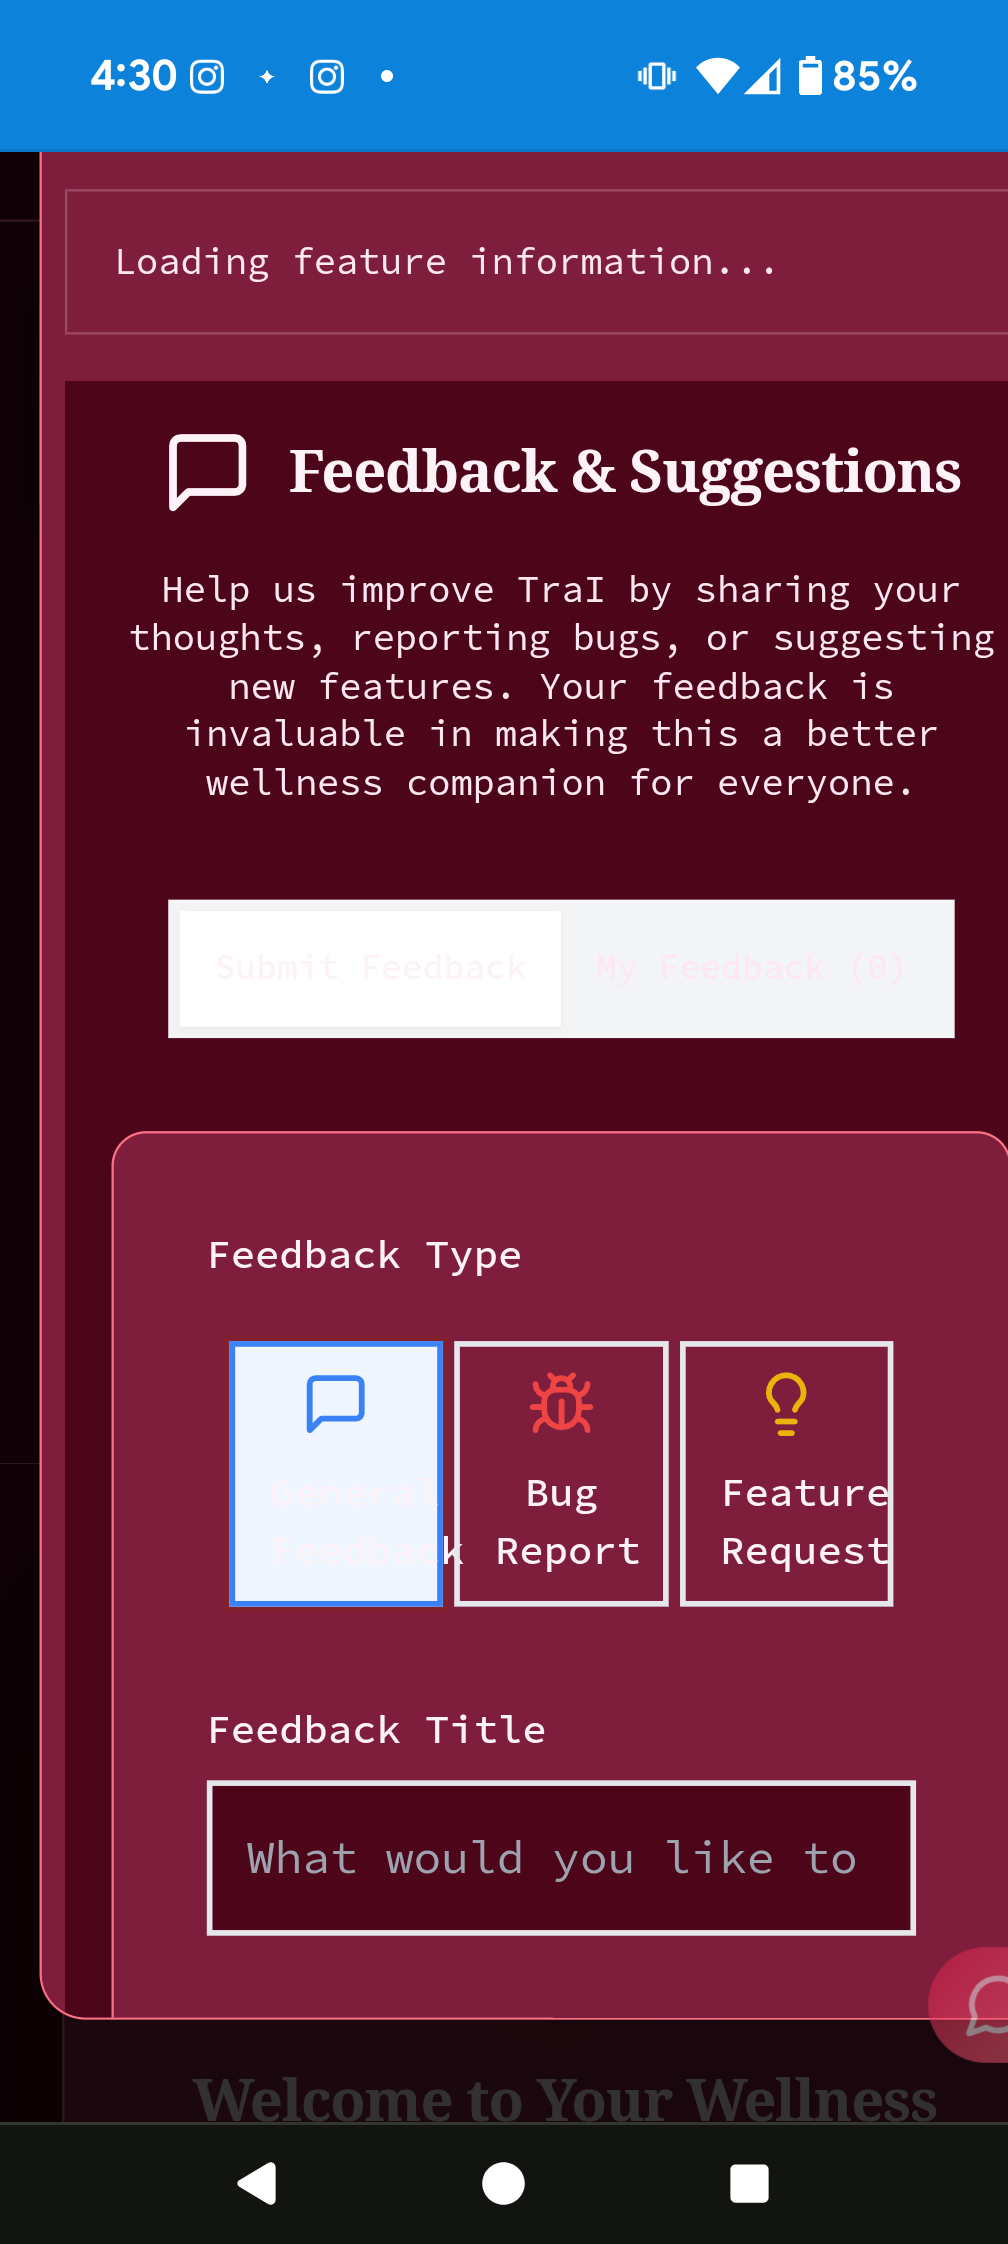 4:30
85%
Loading feature information...
Feedback & Suggestions
Help us improve TraI by sharing your
thoughts, reporting bugs, or suggesting
new features. Your feedback is
invaluable in making this a better
wellness companion for everyone.
Submit Feedback
My Feedback (0)
Feedback Type
General
Feedback
Bug
Report
Feature
Request
Feedback Title
What would you like to
Welcome to Your Wellness